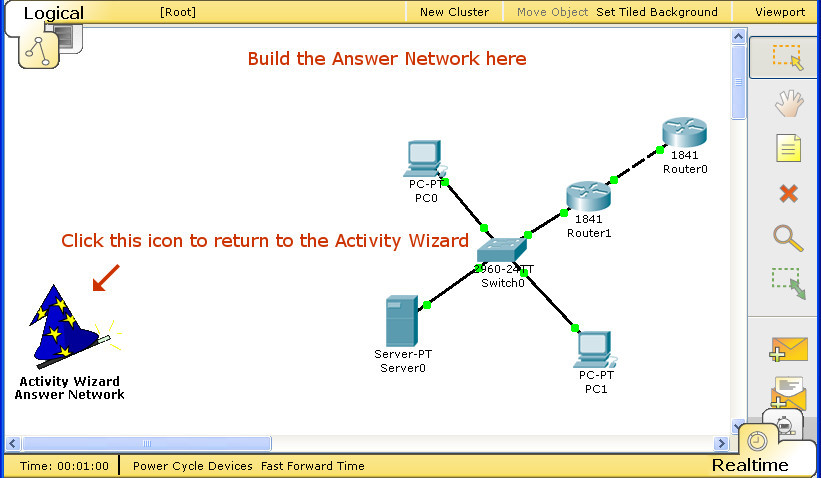 Logical
[Root]
New Cluster
Move Object
Set Tiled Background
Viewport
Build the Answer Network here
1841
Router0
PC-PT
PC0
1841
Router1
Click this icon to return to the Activity Wizard
2960-24TT
Switch0
Server-PT
Server0
PC-PT
PC1
Activity Wizard
Answer Network
Time: 00:01:00
Power Cycle Devices
Fast Forward Time
Realtime